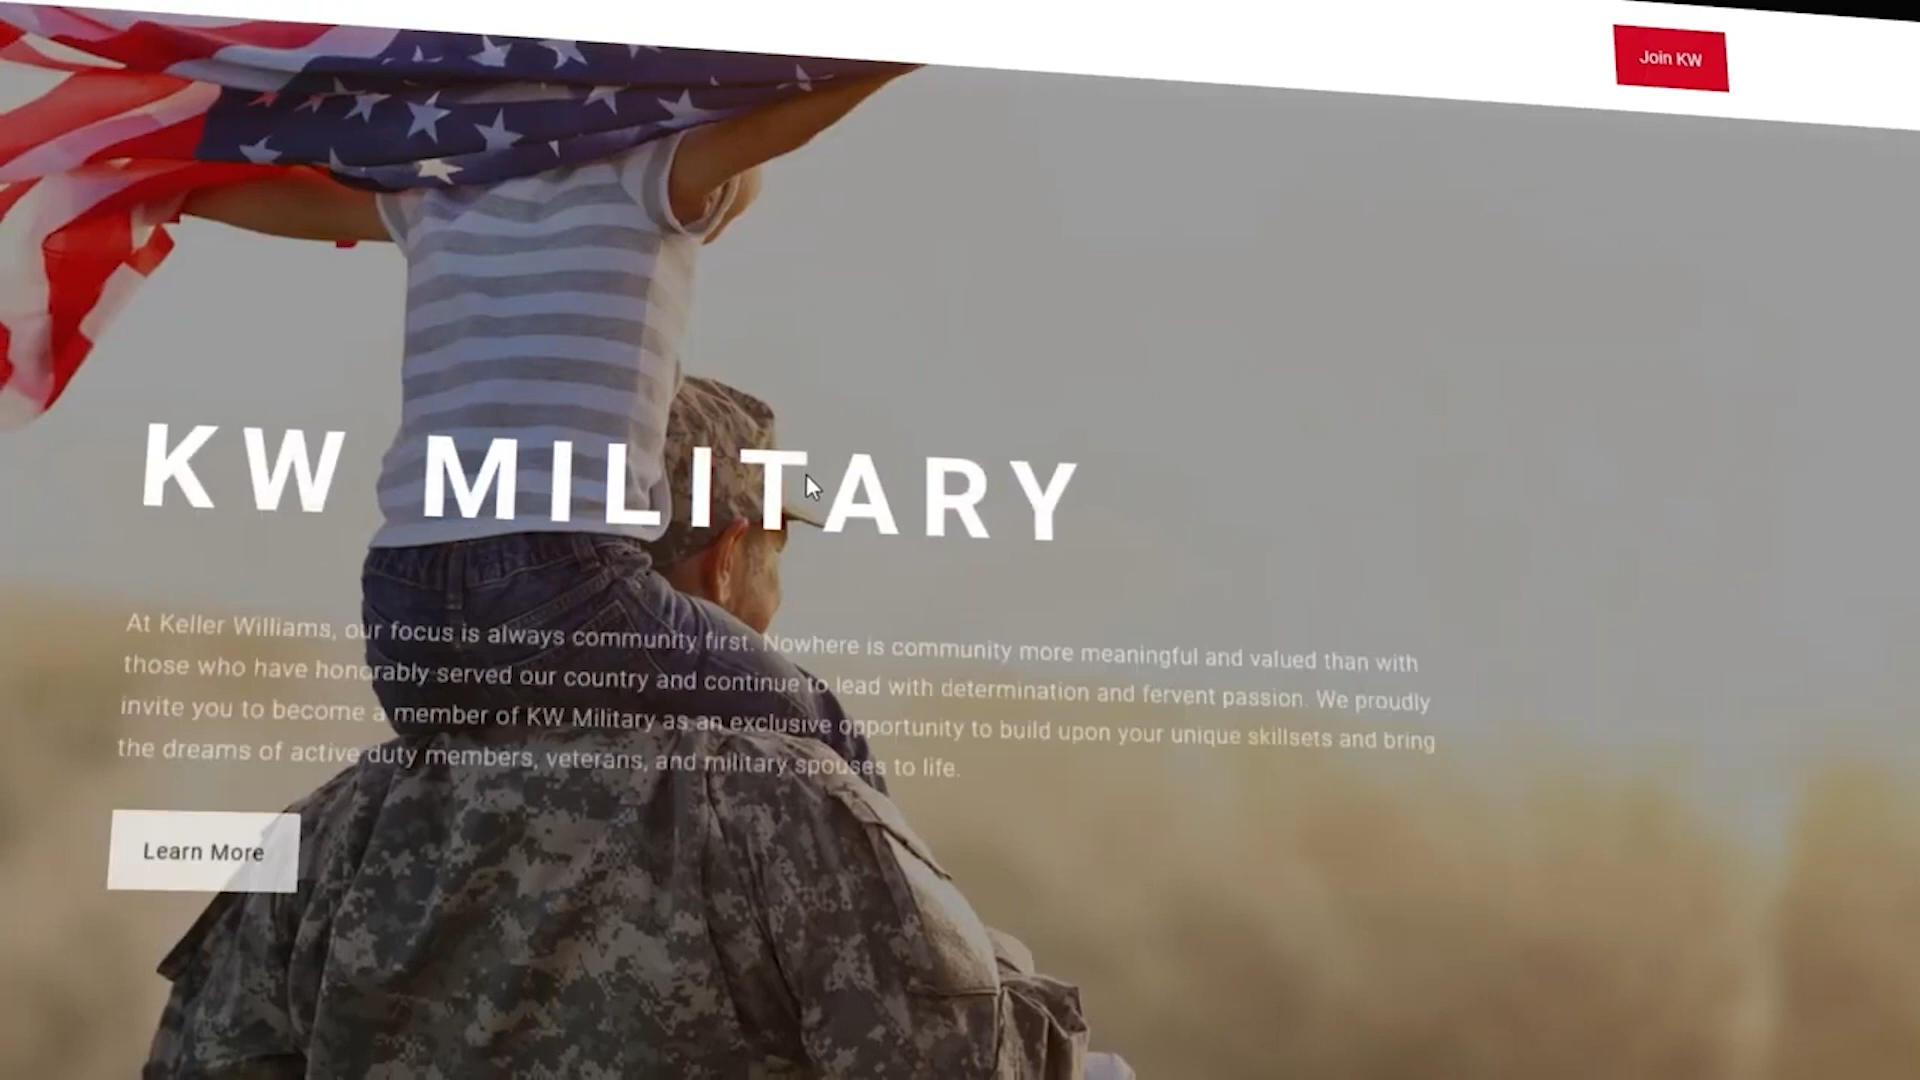 Join KW
KW MILITARY
At Keller Williams, our focus is always community first. Nowhere is community more meaningful and valued than with
those who have honorably served our country and continue to lead with determination and fervent passion. We proudly
invite you to become a member of KW Military as an exclusive opportunity to build upon your unique skillsets and bring
the dreams of active duty members, veterans, and military spouses to life.
Learn More